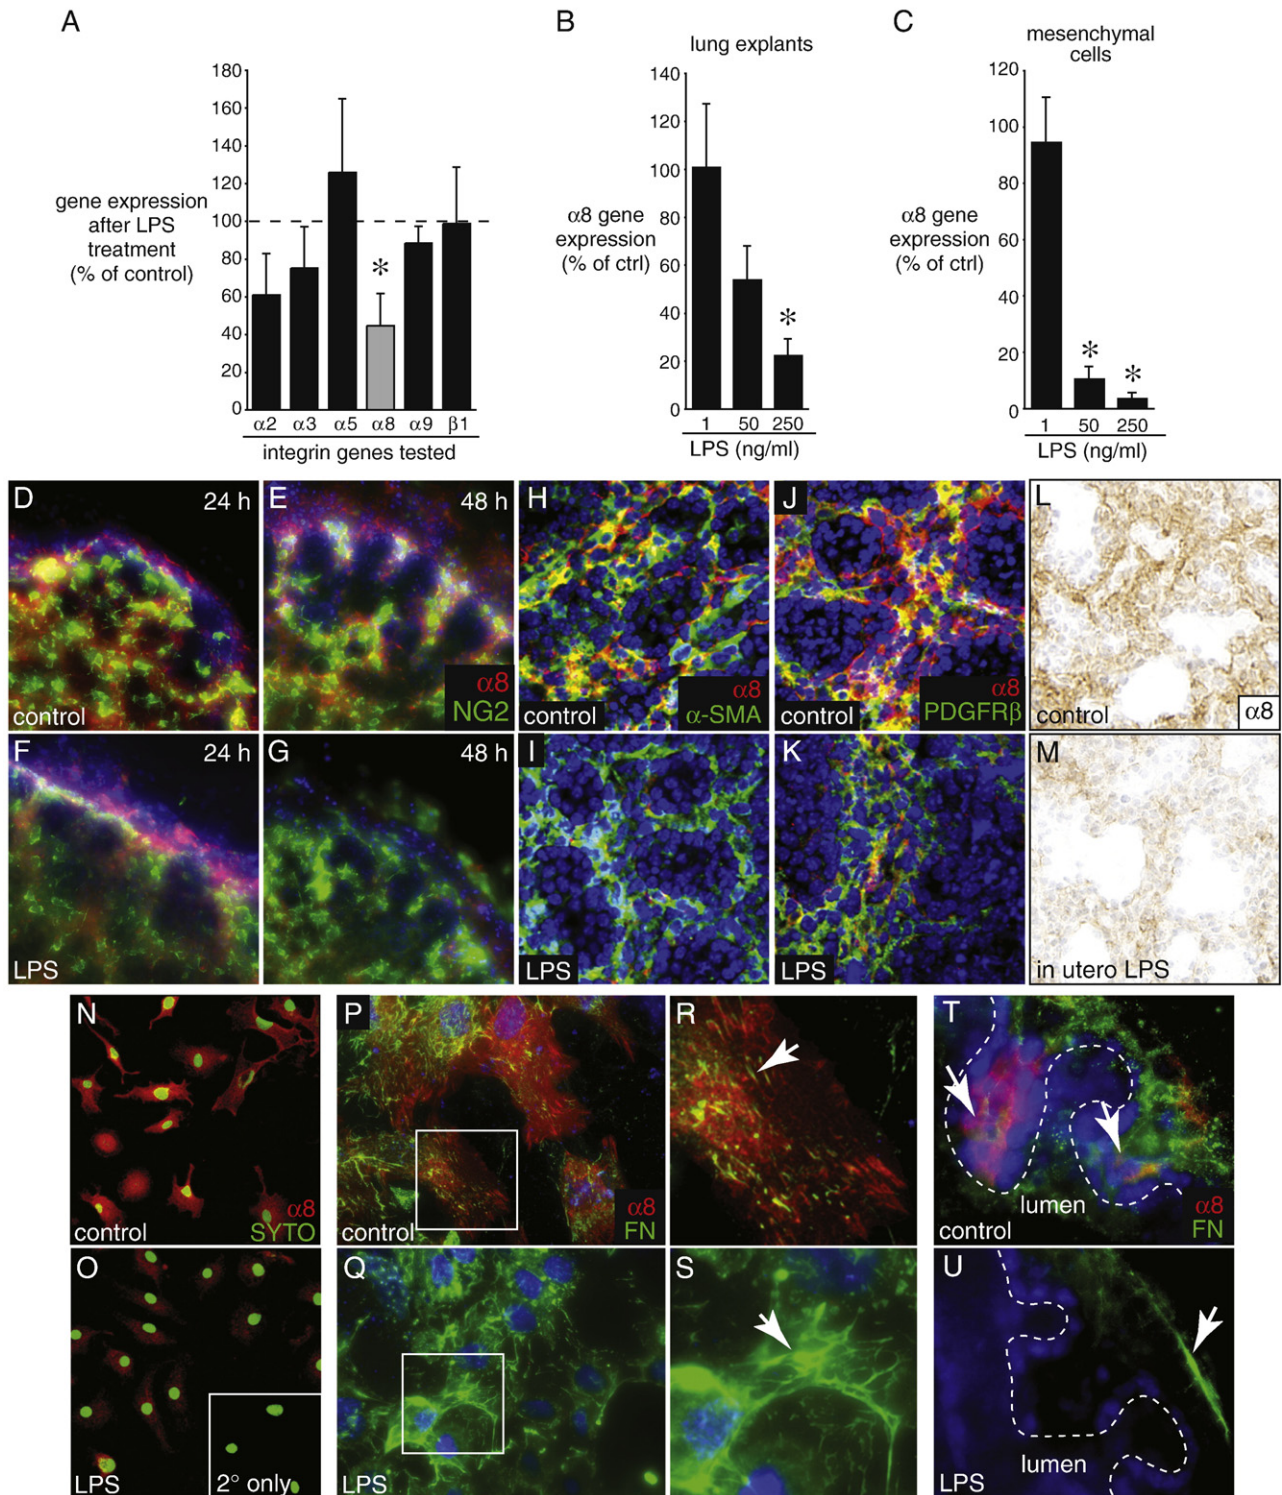 A
B
C
lung explants
mesenchymal
cells
gene expression
after LPS
treatment
(% of control)
180
160
140
120
100
80
60
40
20
0
*
α2 α3 α5 α8 α9 β1
integrin genes tested
α8 gene
expression
(% of ctrl)
140
120
100
80
60
40
20
0
*
1 50 250
LPS (ng/ml)
α8 gene
expression
(% of ctrl)
120
100
80
60
40
20
0
* *
1 50 250
LPS (ng/ml)
D 24 h
control
E 48 h
α8
NG2
H
control
α8
α-SMA
J
control
α8
PDGFRβ
L
control
α8
F 24 h
LPS
G 48 h
I
LPS
K
LPS
M
in utero LPS
N
control
α8
SYTO
P
control
α8
FN
R
T
lumen
control
α8
FN
O
LPS
2° only
Q
LPS
S
U
lumen
LPS